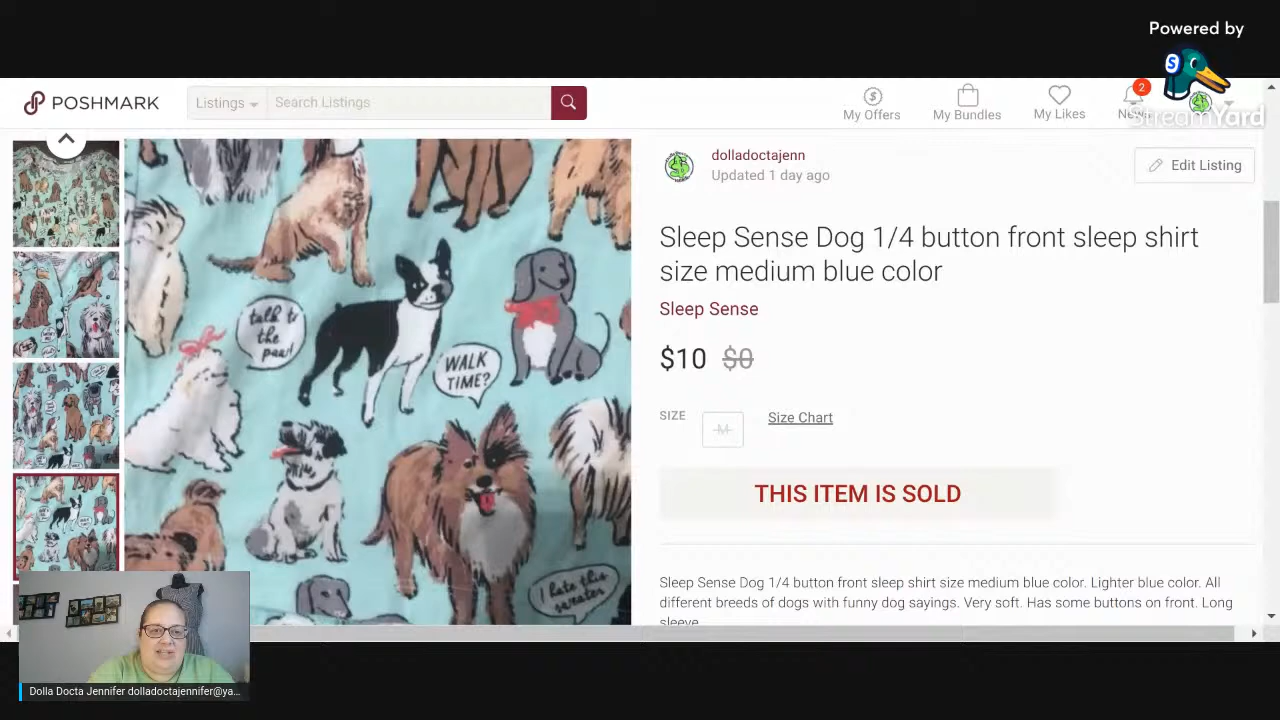 Powered by
StreamYard
POSHMARK
Listings
Search Listings
My Offers
My Bundles
My Likes
2
News
dolladoctajenn
Updated 1 day ago
Edit Listing
Sleep Sense Dog 1/4 button front sleep shirt
size medium blue color
Sleep Sense
$10 $0
SIZE
M
Size Chart
THIS ITEM IS SOLD
Sleep Sense Dog 1/4 button front sleep shirt size medium blue color. Lighter blue color. All
different breeds of dogs with funny dog sayings. Very soft. Has some buttons on front. Long
sleeve
talk to
the
paw!
WALK
TIME?
I hate this
sweater
Dolla Docta Jennifer dolladoctajennifer@ya...